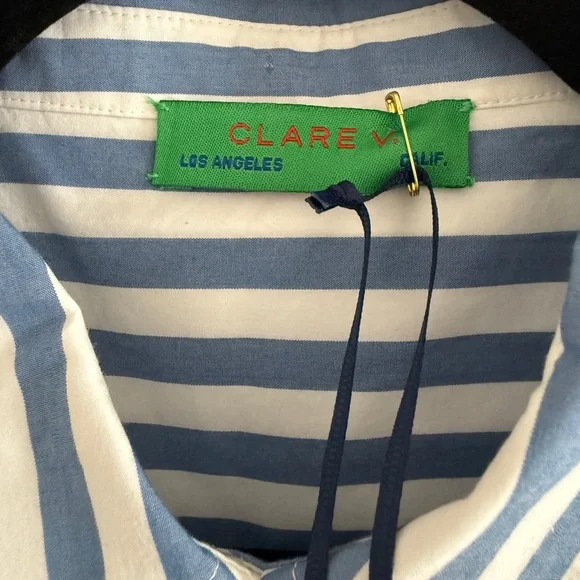 CLARE V.
LOS ANGELES CALIF.